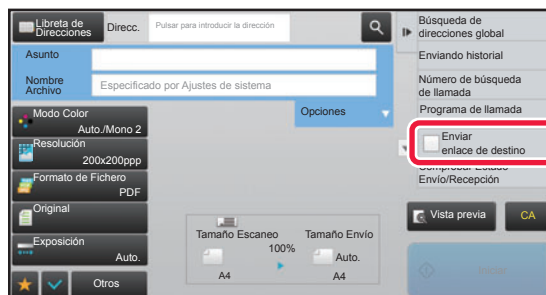 Libreta de
Direcciones
Direcc.
Pulsar para introducir la dirección
Asunto
Nombre
Archivo
Especificado por Ajustes de sistema
Opciones
Modo Color
Auto./Mono 2
Resolución
200x200ppp
Formato de Fichero
PDF
Original
Exposición
Auto.
Otros
Tamaño Escaneo
100%
A4
Tamaño Envío
Auto.
A4
Búsqueda de
direcciones global
Enviando historial
Número de búsqueda
de llamada
Programa de llamada
Enviar
enlace de destino
Comprobar Estado
Envío/Recepción
Vista previa
CA